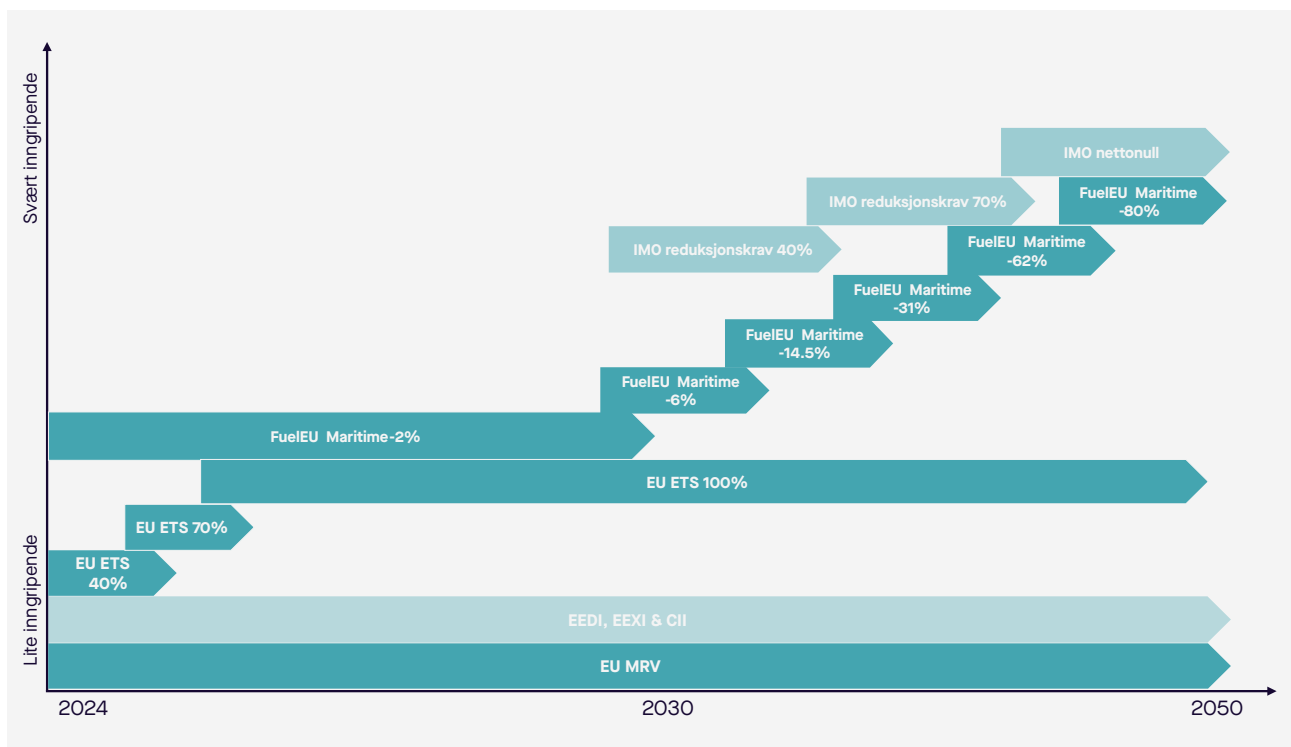 Svært inngripende
IMO nettonull
FuelEU Maritime
-80%
IMO reduksjonskrav 70%
FuelEU Maritime
-62%
IMO reduksjonskrav 40%
FuelEU Maritime
-31%
FuelEU Maritime
-14.5%
FuelEU Maritime
-6%
FuelEU Maritime-2%
EU ETS 100%
EU ETS 70%
EU ETS
40%
Lite inngripende
EEDI, EEXI & CII
EU MRV
2024
2030
2050